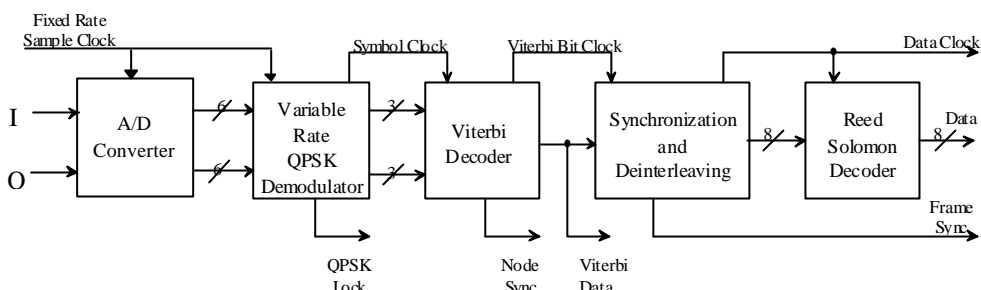 Fixed Rate
Sample Clock
Symbol Clock
Viterbi Bit Clock
Data Clock
I
O
A/D
Converter
6
6
Variable
Rate
QPSK
Demodulator
3
3
Viterbi
Decoder
Synchronization
and
Deinterleaving
8
Reed
Solomon
Decoder
8
Data
Frame
Sync
QPSK
Lock
Node
Sync
Viterbi
Data